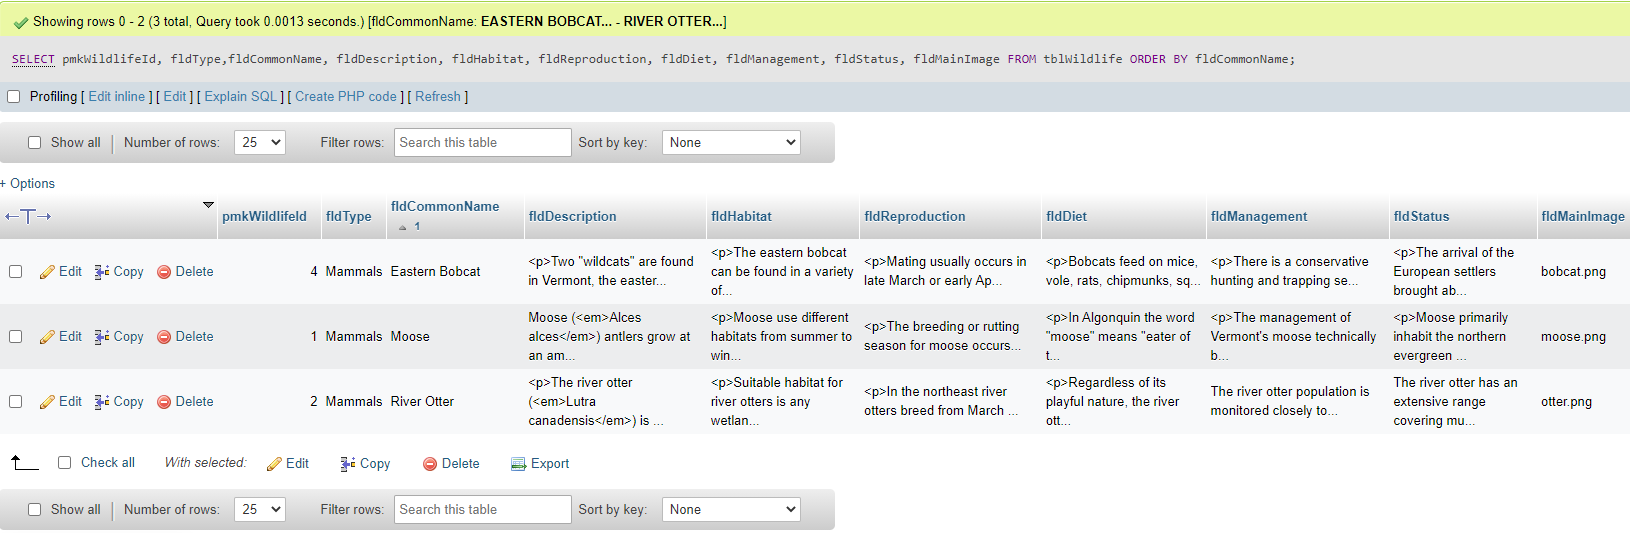 Showing rows 0 - 2 (3 total, Query took 0.0013 seconds.) [fldCommonName: EASTERN BOBCAT... - RIVER OTTER...]
SELECT pmkWildlifeId, fldType,fldCommonName, fldDescription, fldHabitat, fldReproduction, fldDiet, fldManagement, fldStatus, fldMainImage FROM tblWildlife ORDER BY fldCommonName;
Profiling [ Edit inline ] [ Edit ] [ Explain SQL ] [ Create PHP code ] [ Refresh ]
Show all Number of rows: 25 Filter rows: Search this table Sort by key: None
+ Options
←T→ pmkWildlifeId fldType fldCommonName 1 fldDescription fldHabitat fldReproduction fldDiet fldManagement fldStatus fldMainImage
Edit Copy Delete 4 Mammals Eastern Bobcat
<p>Two "wildcats" are found
in Vermont, the easter...
<p>The eastern bobcat
can be found in a variety
of...
<p>Mating usually occurs in
late March or early Ap...
<p>Bobcats feed on mice,
vole, rats, chipmunks, sq...
<p>There is a conservative
hunting and trapping se...
<p>The arrival of the
European settlers
brought ab...
bobcat.png
Edit Copy Delete 1 Mammals Moose
Moose (<em>Alces
alces</em>) antlers grow at
an am...
<p>Moose use different
habitats from summer to
win...
<p>The breeding or rutting
season for moose occurs...
<p>In Algonquin the word
"moose" means "eater of
t...
<p>The management of
Vermont's moose technically
b...
<p>Moose primarily
inhabit the northern
evergreen ...
moose.png
Edit Copy Delete 2 Mammals River Otter
<p>The river otter
(<em>Lutra
canadensis</em>) is ...
<p>Suitable habitat for
river otters is any
wetlan...
<p>In the northeast river
otters breed from March ...
<p>Regardless of its
playful nature, the river
ott...
The river otter population is
monitored closely to...
The river otter has an
extensive range
covering mu...
otter.png
Check all With selected: Edit Copy Delete Export
Show all Number of rows: 25 Filter rows: Search this table Sort by key: None